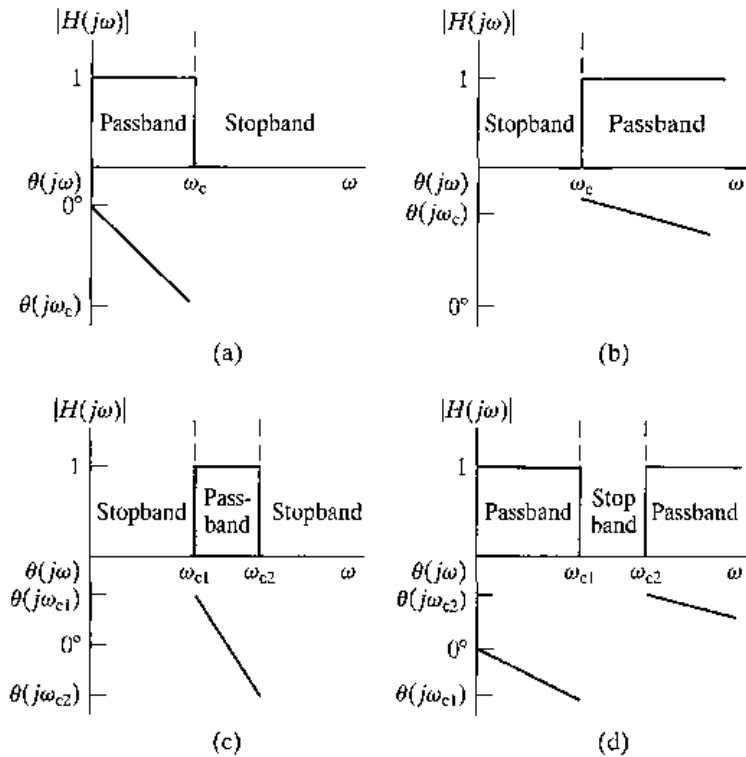 |H(jω)|
1
Passband
Stopband
θ(jω)
ω_c
ω
0°
θ(jω_c)
(a)
|H(jω)|
1
Stopband
Passband
θ(jω)
ω_c
ω
θ(jω_c)
0°
(b)
|H(jω)|
1
Stopband
Pass-
band
Stopband
θ(jω)
ω_c1
ω_c2
ω
θ(jω_c1)
0°
θ(jω_c2)
(c)
|H(jω)|
1
Passband
Stop
band
Passband
θ(jω)
ω_c1
ω_c2
ω
θ(jω_c2)
0°
θ(jω_c1)
(d)